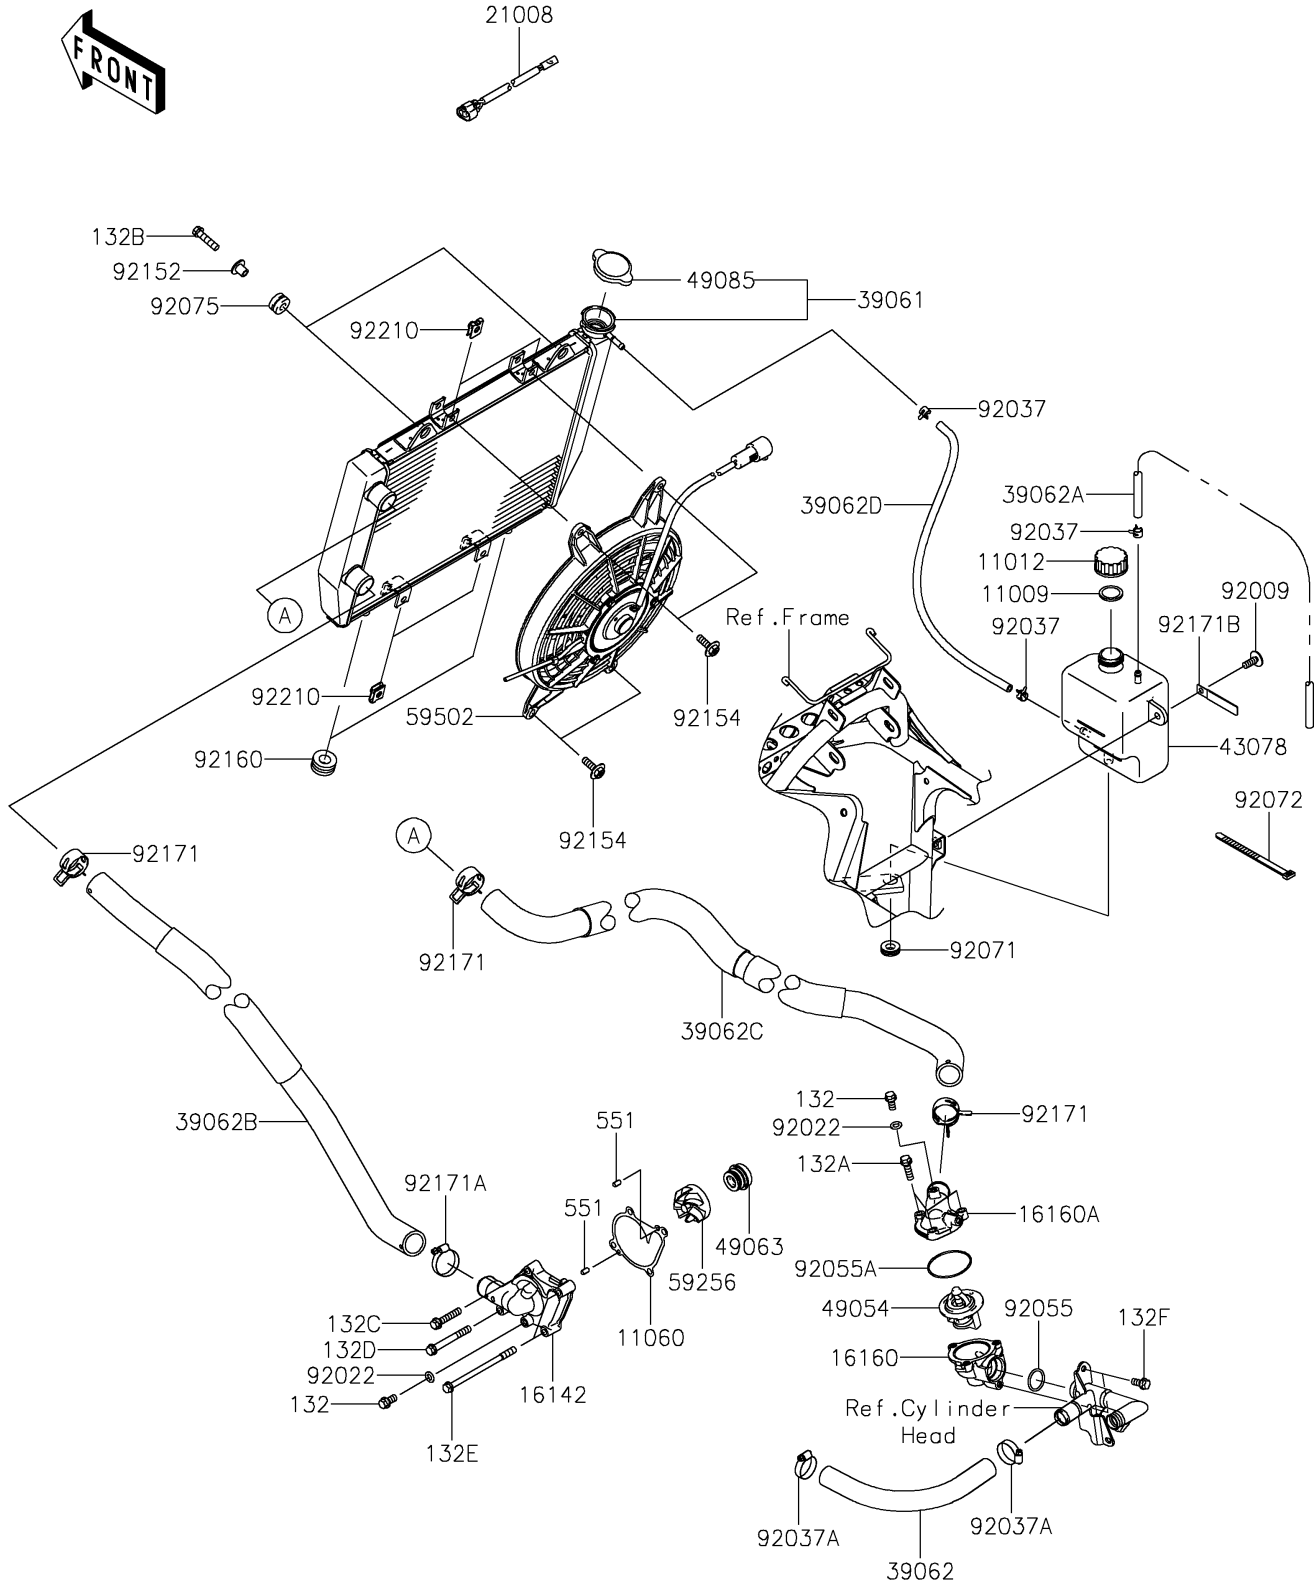 21008
FRONT
132B
92152
92075
92210
49085
39061
92037
39062D
39062A
92037
11012
11009
92009
92037
92171B
Ref.Frame
A
92210
59502
92154
92160
43078
92072
92154
92171
A
92171
92071
39062C
39062B
551
132
92022
92171
132A
92171A
551
49063
16160A
59256
92055A
49054
92055
132F
132C
11060
132D
16160
92022
132
16142
Ref.Cylinder
Head
132E
92037A
92037A
39062